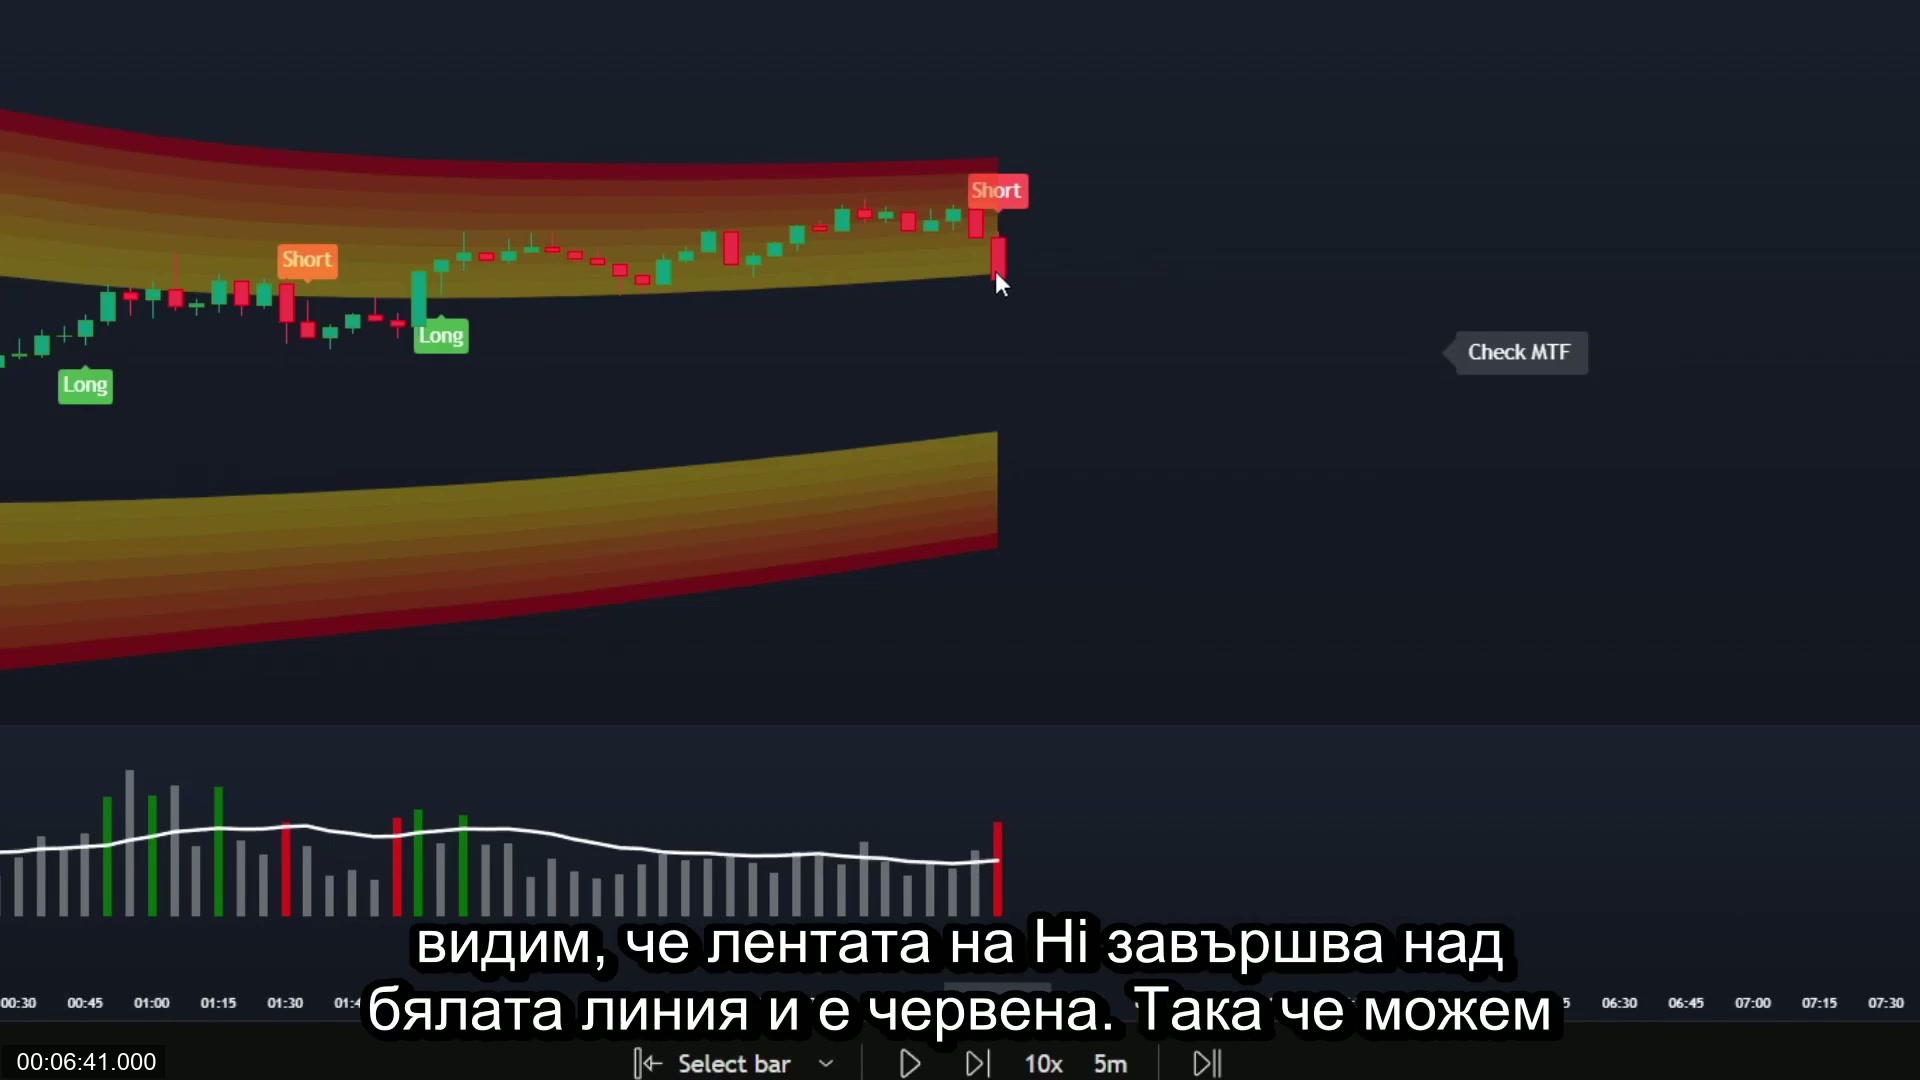 Short
Short
Long
Check MTF
Long
видим, че лентата на Hi завършва над
00:30 00:45 01:00 01:15 01:30 01:4 06:30 06:45 07:00 07:15 07:30
бялата линия и е червена. Така че можем
00:06:41.000
Select bar 10x 5m